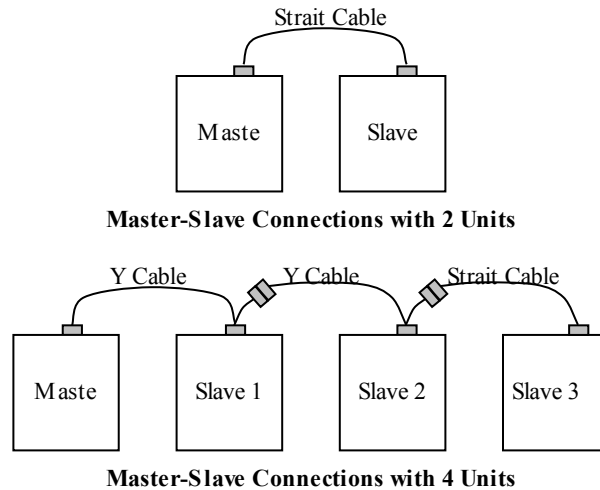 Strait Cable
Maste Slave
Master-Slave Connections with 2 Units
Y Cable Y Cable Strait Cable
Maste Slave 1 Slave 2 Slave 3
Master-Slave Connections with 4 Units